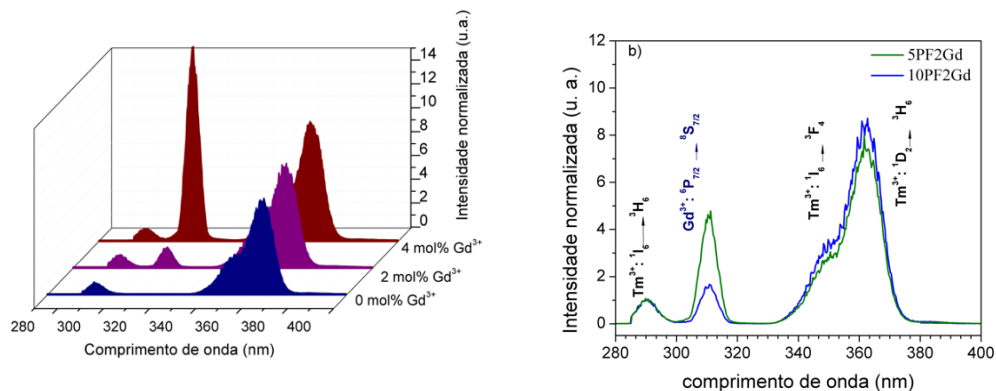 14
12
10
8
6
4
2
0
Intensidade normalizada (u.a.)
4 mol% Gd³⁺
2 mol% Gd³⁺
0 mol% Gd³⁺
280 300 320 340 360 380 400
Comprimento de onda (nm)
b)
5PF2Gd
10PF2Gd
12
10
8
6
4
2
0
Intensidade normalizada (u. a.)
Tm³⁺: ¹I₆ → ³H₆
Gd³⁺: ⁶P₇/₂ → ⁸S₇/₂
Tm³⁺: ¹I₆ → ³F₄
Tm³⁺: ¹D₂ → ³H₆
280 300 320 340 360 380 400
comprimento de onda (nm)